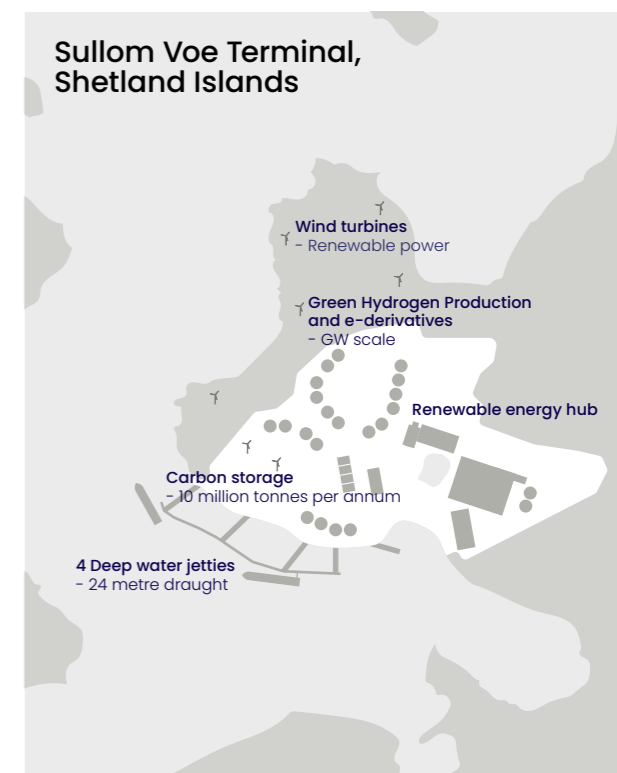 Sullom Voe Terminal,
Shetland Islands
Wind turbines
- Renewable power
Green Hydrogen Production
and e-derivatives
- GW scale
Renewable energy hub
Carbon storage
- 10 million tonnes per annum
4 Deep water jetties
- 24 metre draught